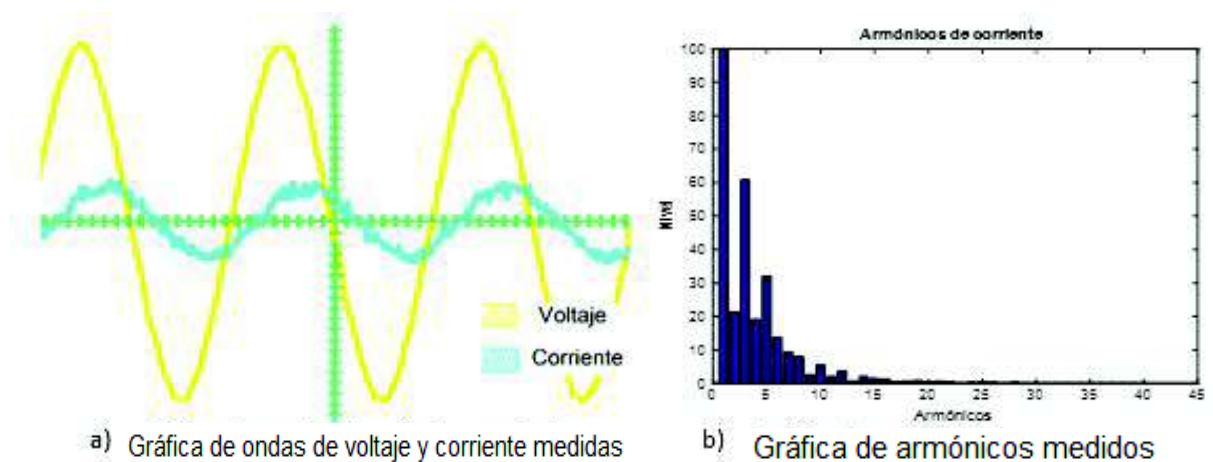 Voltaje
Corriente
a) Gráfica de ondas de voltaje y corriente medidas
Armónicos de corriente
Nivel
100
90
80
70
60
50
40
30
20
10
0
0 5 10 15 20 25 30 35 40 45
Armónicos
b) Gráfica de armónicos medidos